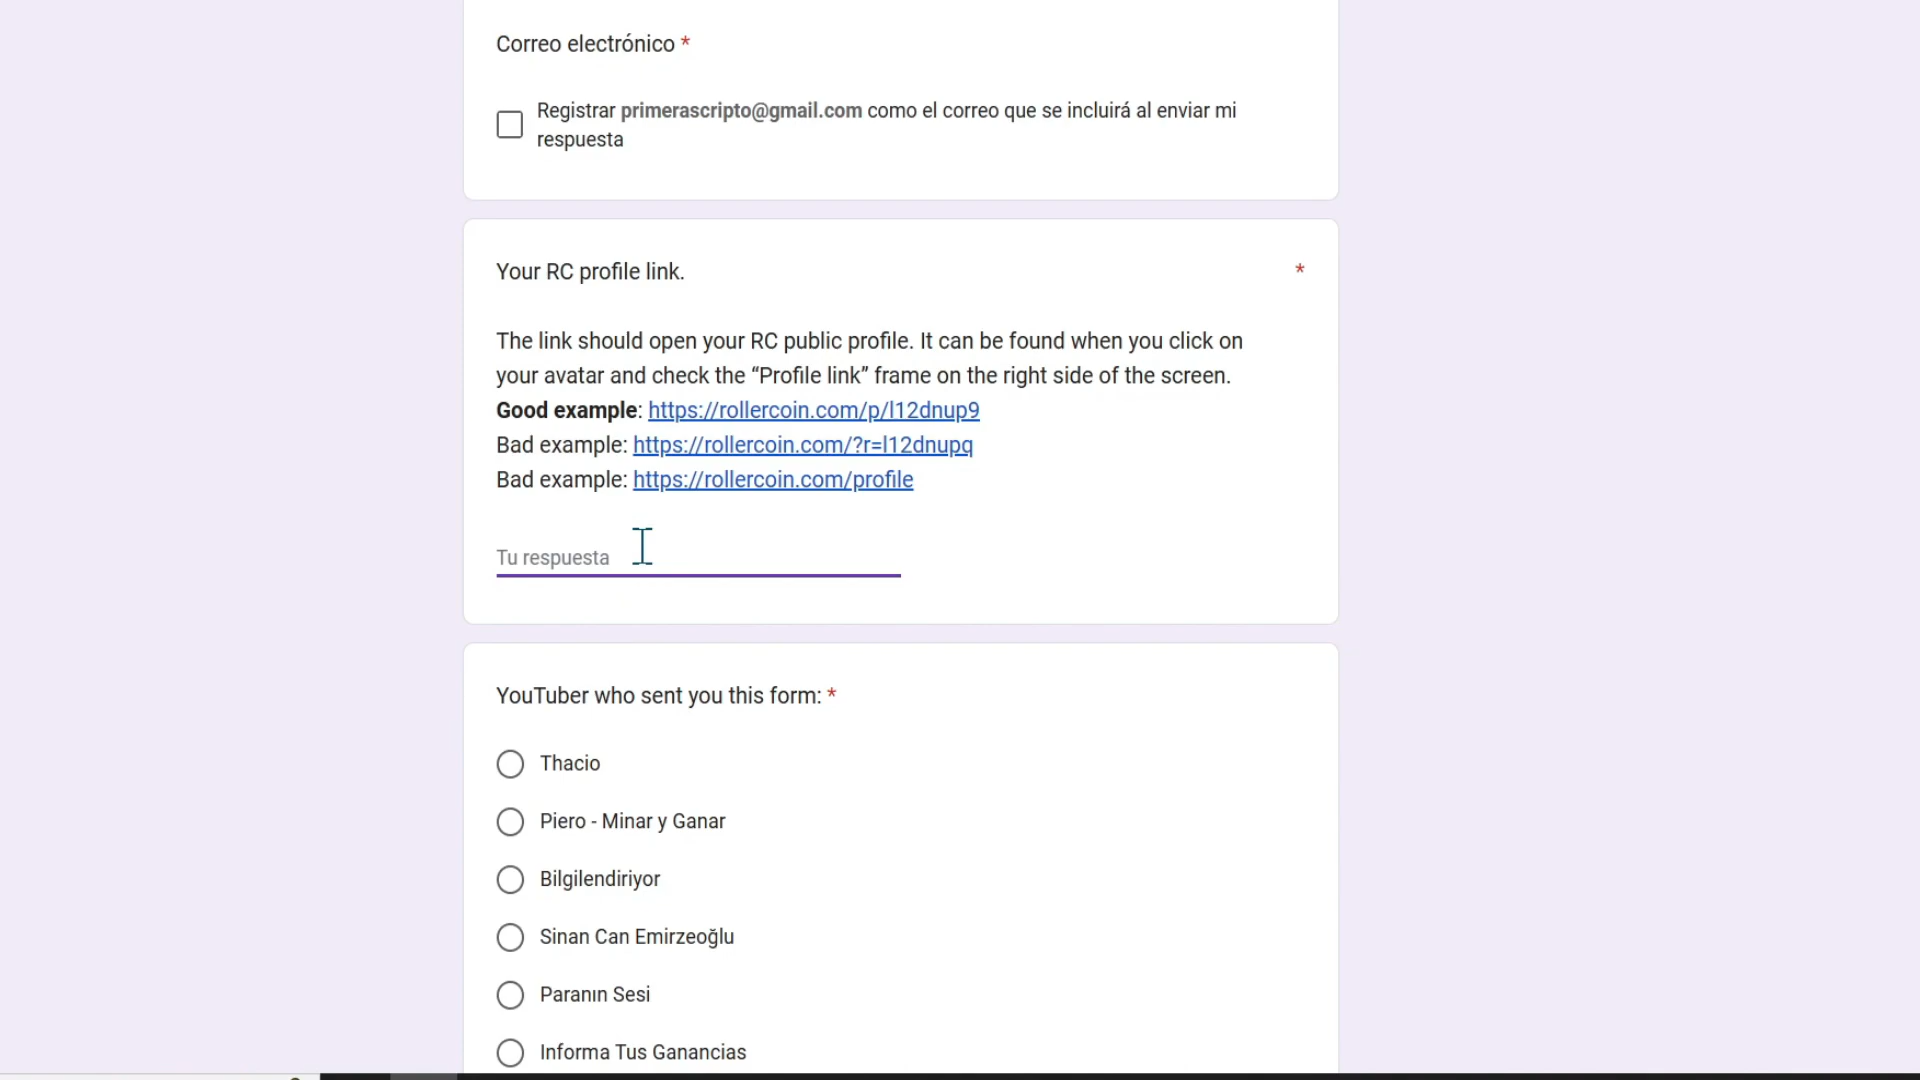 Correo electrónico *
Registrar primerascripto@gmail.com como el correo que se incluirá al enviar mi
respuesta
Your RC profile link. *
The link should open your RC public profile. It can be found when you click on
your avatar and check the “Profile link” frame on the right side of the screen.
Good example: https://rollercoin.com/p/l12dnup9
Bad example: https://rollercoin.com/?r=l12dnupq
Bad example: https://rollercoin.com/profile
Tu respuesta
YouTuber who sent you this form: *
Thacio
Piero - Minar y Ganar
Bilgilendiriyor
Sinan Can Emirzeoğlu
Paranın Sesi
Informa Tus Ganancias